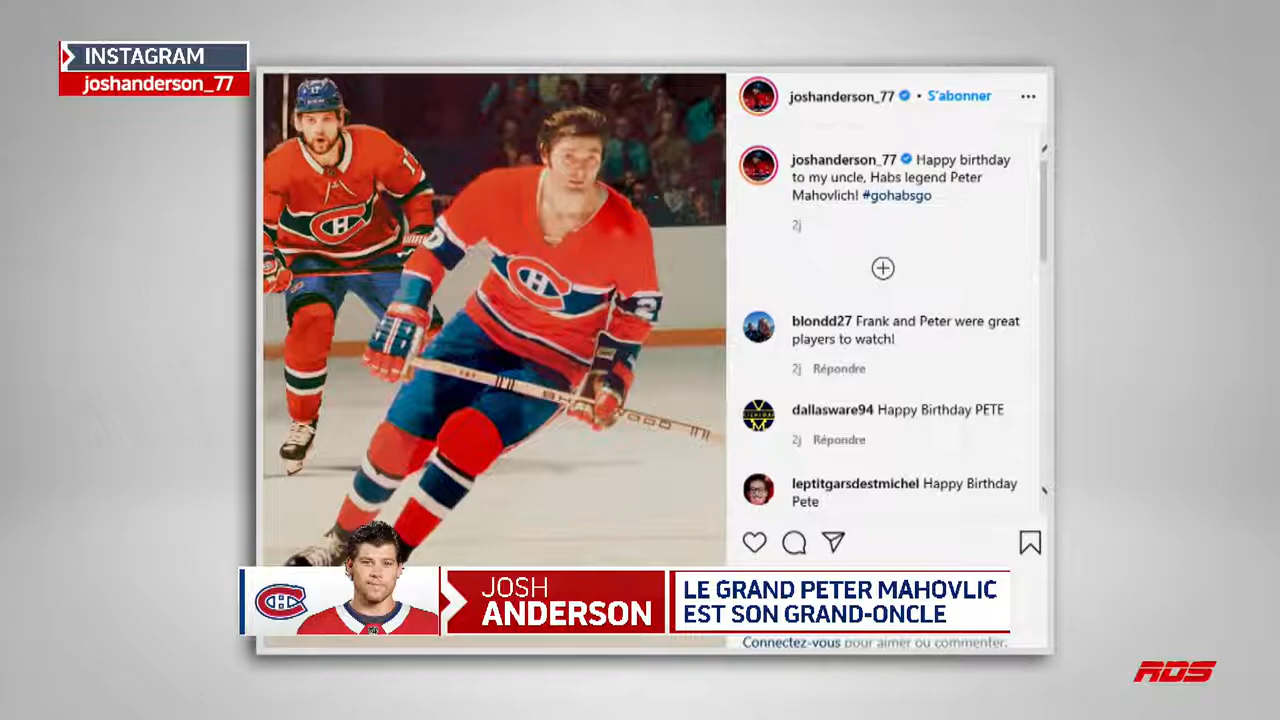 INSTAGRAM
joshanderson_77
joshanderson_77 • S'abonner
joshanderson_77 Happy birthday
to my uncle, Habs legend Peter
Mahovlich! #gohabsgo
2j
blondd27 Frank and Peter were great
players to watch!
2j Répondre
dallasware94 Happy Birthday PETE
2j Répondre
leptitgarsdestmichel Happy Birthday
Pete
JOSH
ANDERSON
LE GRAND PETER MAHOVLIC
EST SON GRAND-ONCLE
Connectez-vous pour aimer ou commenter.
RDS